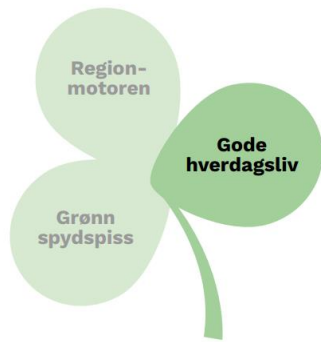 Region-
motoren
Gode
hverdagsliv
Grønn
spydspiss